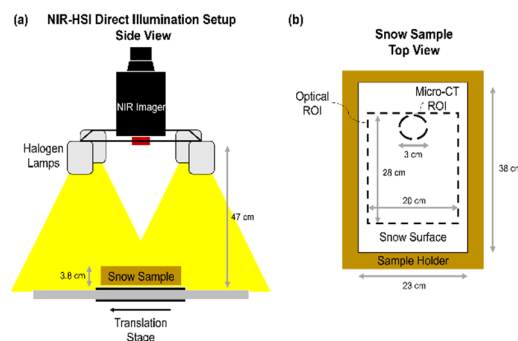 (a) NIR-HSI Direct Illumination Setup
Side View
NIR Imager
Halogen
Lamps
47 cm
3.8 cm
Snow Sample
Translation
Stage
(b)
Snow Sample
Top View
Optical
ROI
Micro-CT
ROI
3 cm
28 cm
38 cm
20 cm
Snow Surface
Sample Holder
23 cm